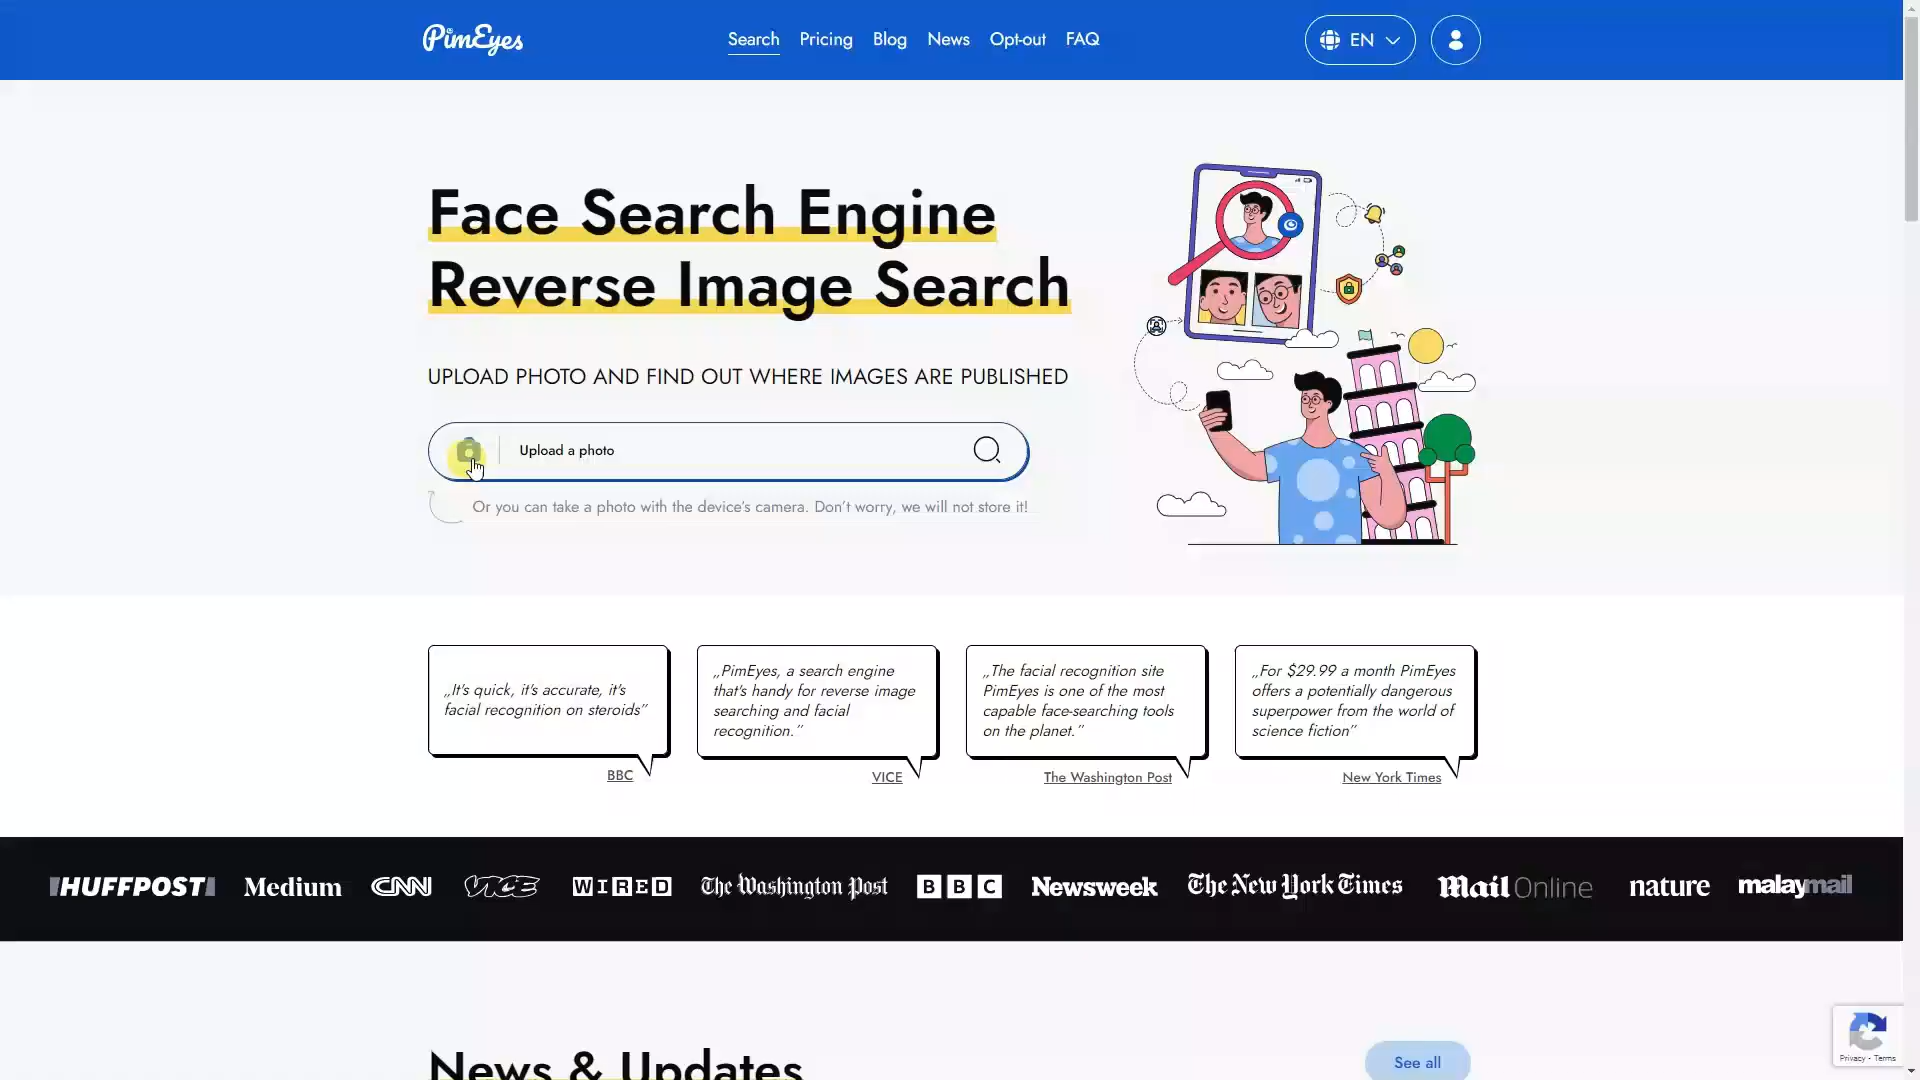 PimEyes
Search Pricing Blog News Opt-out FAQ
EN
Face Search Engine
Reverse Image Search
UPLOAD PHOTO AND FIND OUT WHERE IMAGES ARE PUBLISHED
Upload a photo
Or you can take a photo with the device's camera. Don't worry, we will not store it!
„It's quick, it's accurate, it's
facial recognition on steroids”
BBC
„PimEyes, a search engine
that's handy for reverse image
searching and facial
recognition.”
VICE
„The facial recognition site
PimEyes is one of the most
capable face-searching tools
on the planet.”
The Washington Post
„For $29.99 a month PimEyes
offers a potentially dangerous
superpower from the world of
science fiction”
New York Times
HUFFPOST Medium CNN VICE WIRED The Washington Post BBC Newsweek The New York Times Mail Online nature malaymail
News & Updates
See all
Privacy - Terms